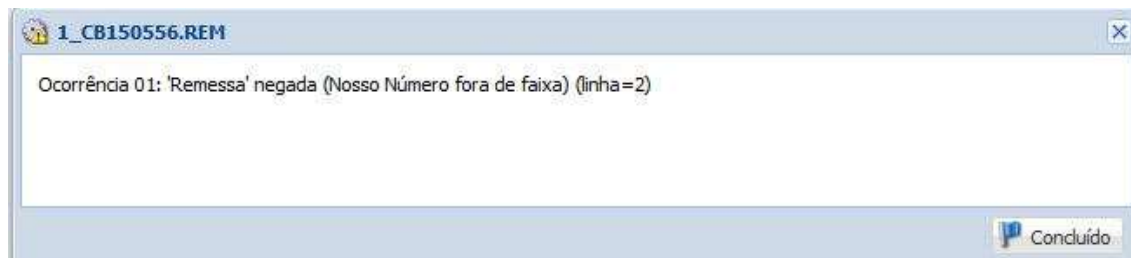 1_CB150556.REM
Ocorrência 01: 'Remessa' negada (Nosso Número fora de faixa) (linha=2)
Concluído